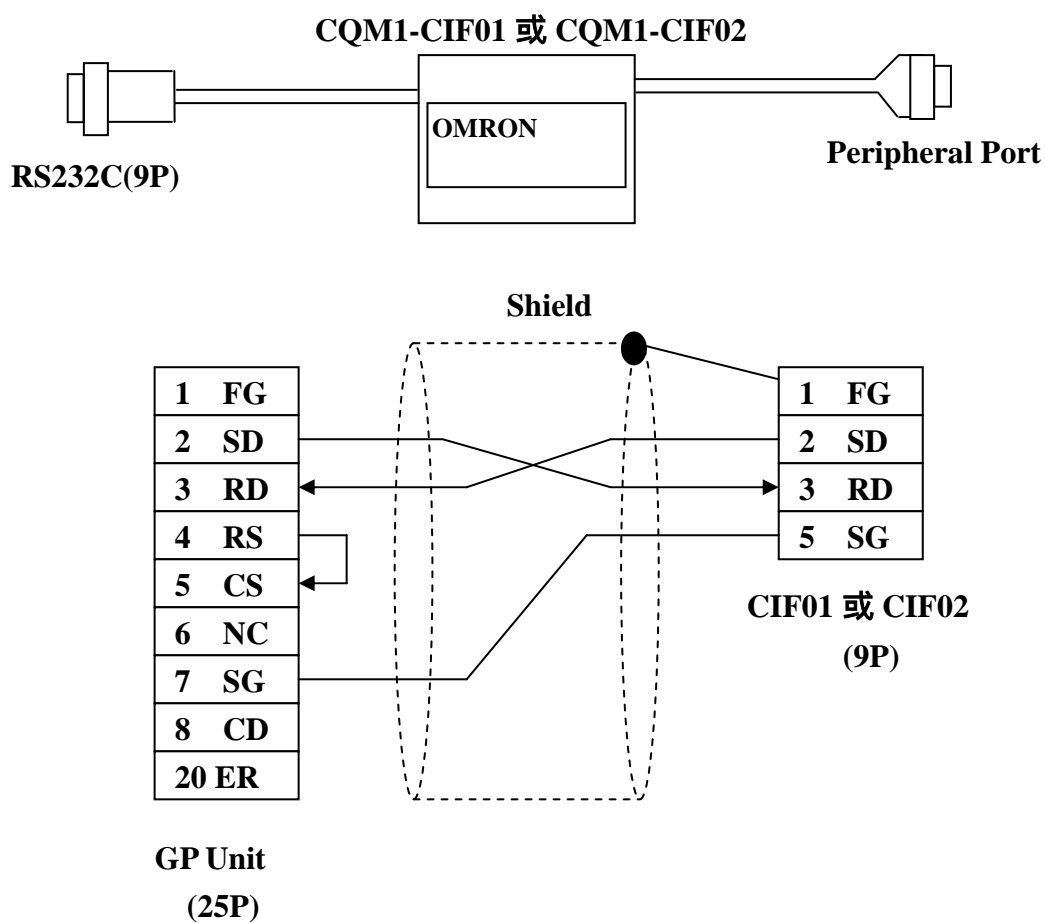 CQM1-CIF01 或 CQM1-CIF02
OMRON
RS232C(9P)
Peripheral Port
Shield
1 FG
2 SD
3 RD
4 RS
5 CS
6 NC
7 SG
8 CD
20 ER
GP Unit
(25P)
1 FG
2 SD
3 RD
5 SG
CIF01 或 CIF02
(9P)